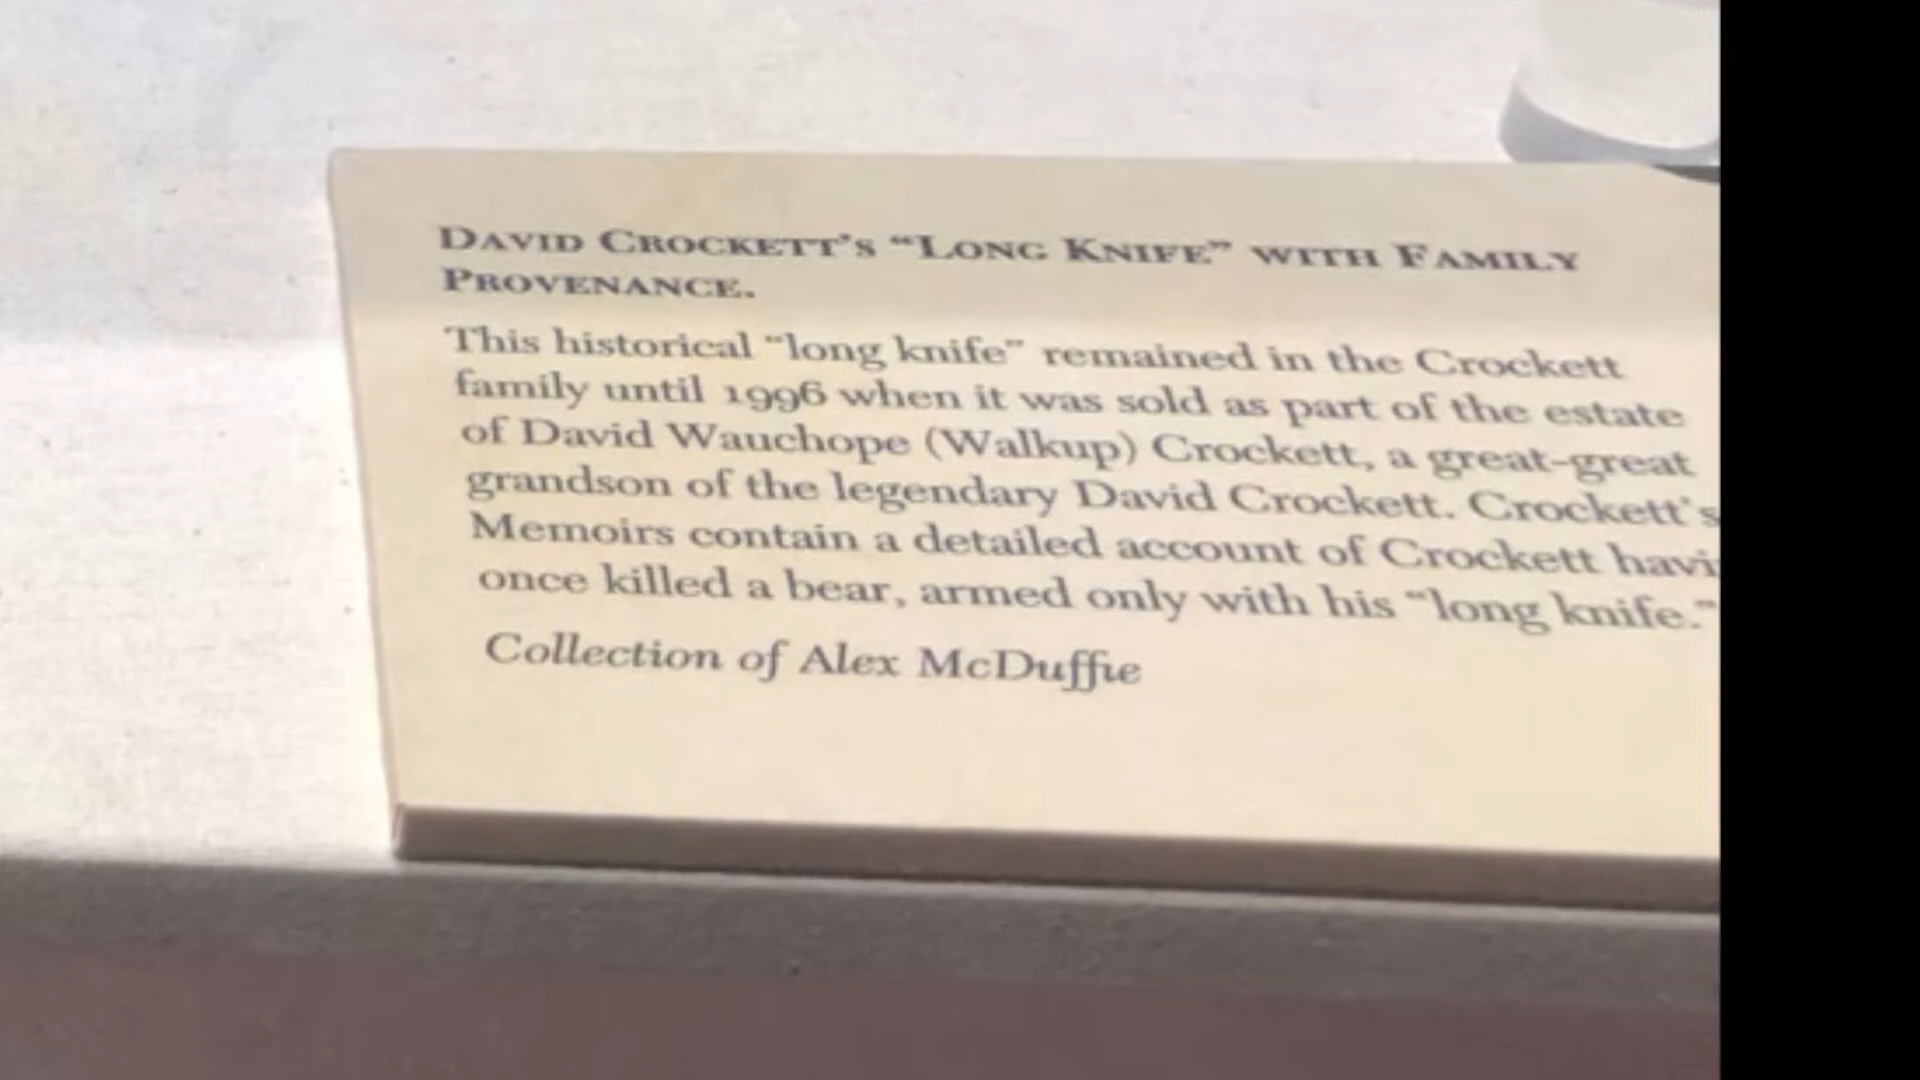 DAVID CROCKETT'S “LONG KNIFE” WITH FAMILY
PROVENANCE.
This historical “long knife” remained in the Crockett
family until 1996 when it was sold as part of the estate
of David Wauchope (Walkup) Crockett, a great-great
grandson of the legendary David Crockett. Crockett's
Memoirs contain a detailed account of Crockett havi
once killed a bear, armed only with his “long knife.”
Collection of Alex McDuffie